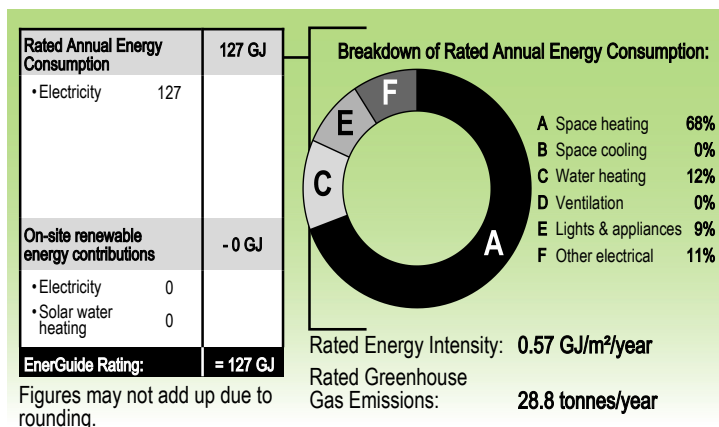 Rated Annual Energy
Consumption
127 GJ
• Electricity 127
On-site renewable
energy contributions
- 0 GJ
• Electricity 0
• Solar water
heating 0
EnerGuide Rating: = 127 GJ
Figures may not add up due to
rounding.
Breakdown of Rated Annual Energy Consumption:
F
E
C
A
A Space heating 68%
B Space cooling 0%
C Water heating 12%
D Ventilation 0%
E Lights & appliances 9%
F Other electrical 11%
Rated Energy Intensity: 0.57 GJ/m²/year
Rated Greenhouse
Gas Emissions: 28.8 tonnes/year